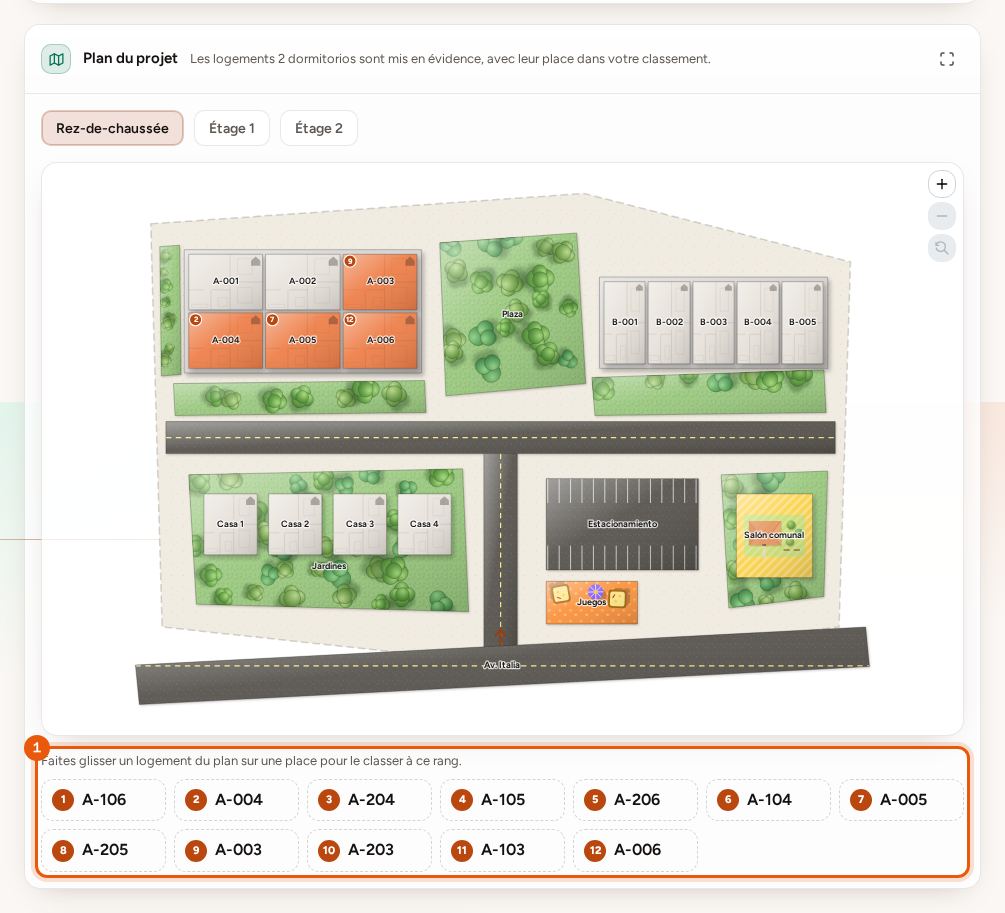 Plan du projet Les logements 2 dormitorios sont mis en évidence, avec leur place dans votre classement.
Rez-de-chaussée Étage 1 Étage 2
+
−
9
A-001 A-002 A-003
2 7 12
A-004 A-005 A-006
Plaza
B-001 B-002 B-003 B-004 B-005
Casa 1 Casa 2 Casa 3 Casa 4
Jardines
Estacionamiento
Salón comunal
Juegos
Av. Italia
1
Faites glisser un logement du plan sur une place pour le classer à ce rang.
1 A-106 2 A-004 3 A-204 4 A-105 5 A-206 6 A-104 7 A-005
8 A-205 9 A-003 10 A-203 11 A-103 12 A-006